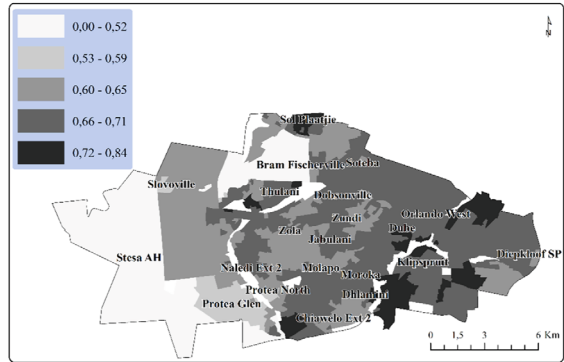 0,00 - 0,52
0,53 - 0,59
0,60 - 0,65
0,66 - 0,71
0,72 - 0,84
N
Sol Plaatjie
Bram Fischerville
Soteba
Slovoville
Thulani
Dobsonville
Zondi
Orlando West
Zola
Dube
Jabulani
Stesa AH
Klipspruit
Diepkloof SP
Naledi Ext 2
Molapo
Moroka
Protea North
Dhlamini
Protea Glen
Chiawelo Ext 2
0 1,5 3 6 Km